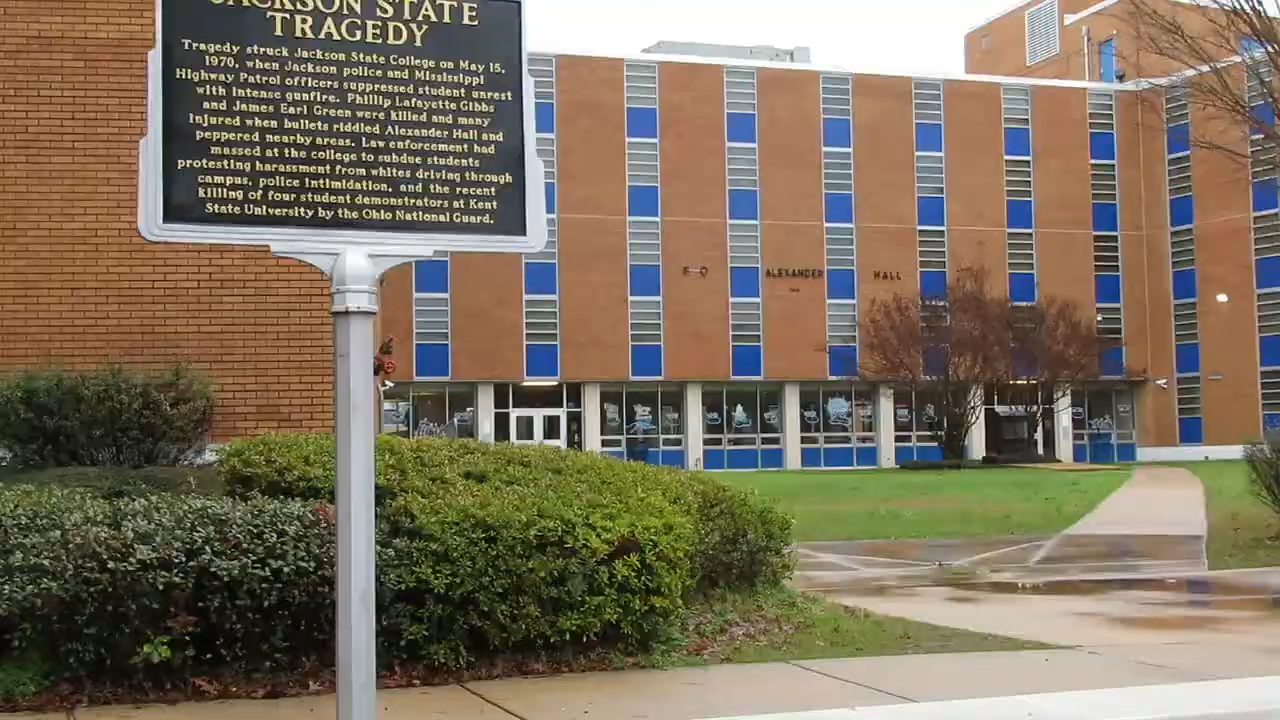 JACKSON STATE
TRAGEDY
Tragedy struck Jackson State College on May 15,
1970, when Jackson police and Mississippi
Highway Patrol officers suppressed student unrest
with intense gunfire. Phillip Lafayette Gibbs
and James Earl Green were killed and many
injured when bullets riddled Alexander Hall and
peppered nearby areas. Law enforcement had
massed at the college to subdue students
protesting harassment from whites driving through
campus, police intimidation, and the recent
killing of four student demonstrators at Kent
State University by the Ohio National Guard.
ALEXANDER HALL